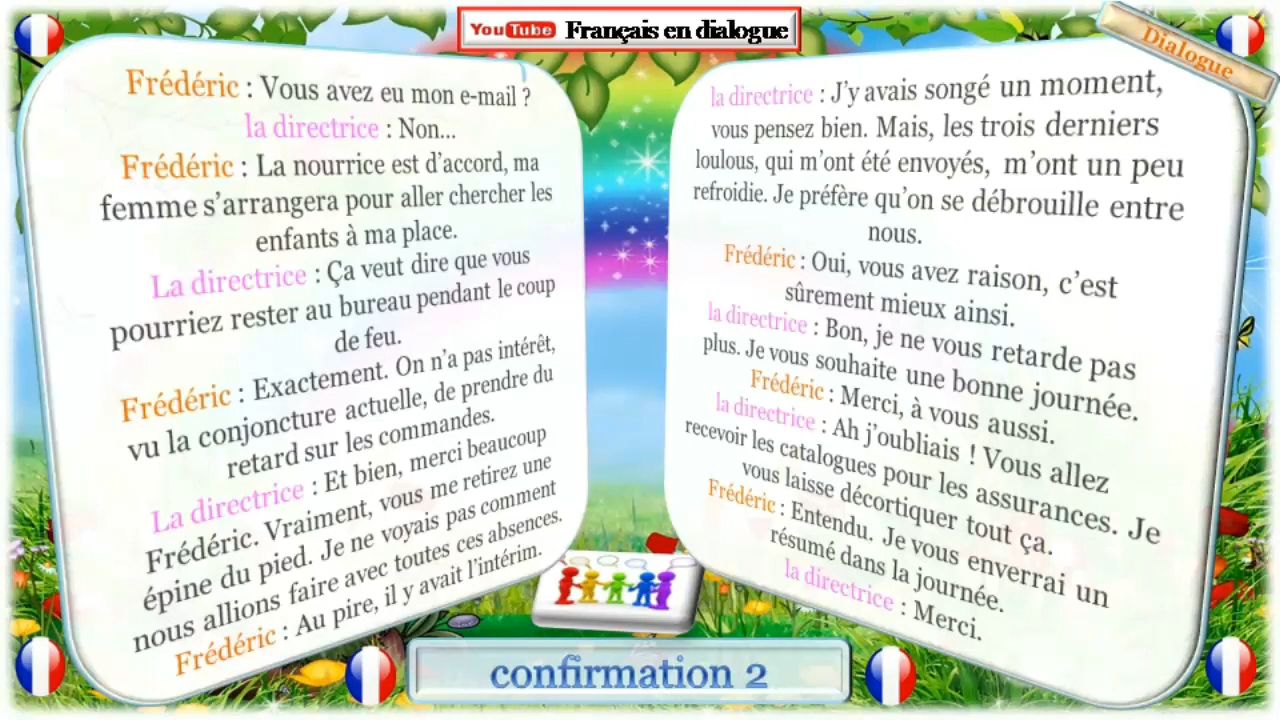 YouTube Français en dialogue
Dialogue
Frédéric : Vous avez eu mon e-mail ?
la directrice : Non...
Frédéric : La nourrice est d’accord, ma
femme s’arrangera pour aller chercher les
enfants à ma place.
La directrice : Ça veut dire que vous
pourriez rester au bureau pendant le coup
de feu.
Frédéric : Exactement. On n’a pas intérêt,
vu la conjoncture actuelle, de prendre du
retard sur les commandes.
La directrice : Et bien, merci beaucoup
Frédéric. Vraiment, vous me retirez une
épine du pied. Je ne voyais pas comment
nous allions faire avec toutes ces absences.
Frédéric : Au pire, il y avait l’intérim.
la directrice : J’y avais songé un moment,
vous pensez bien. Mais, les trois derniers
loulous, qui m’ont été envoyés, m’ont un peu
refroidie. Je préfère qu’on se débrouille entre
nous.
Frédéric : Oui, vous avez raison, c’est
sûrement mieux ainsi.
la directrice : Bon, je ne vous retarde pas
plus. Je vous souhaite une bonne journée.
Frédéric : Merci, à vous aussi.
la directrice : Ah j’oubliais ! Vous allez
recevoir les catalogues pour les assurances. Je
vous laisse décortiquer tout ça.
Frédéric : Entendu. Je vous enverrai un
résumé dans la journée.
la directrice : Merci.
confirmation 2